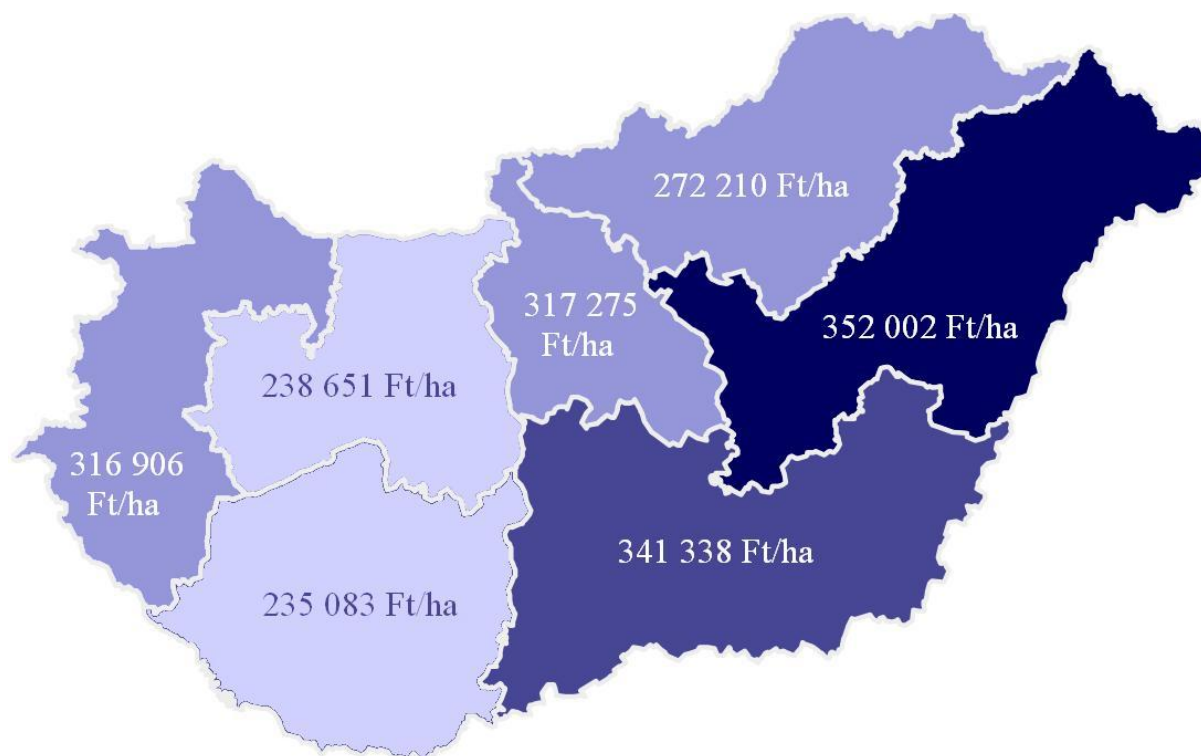 272 210 Ft/ha
317 275
Ft/ha
352 002 Ft/ha
238 651 Ft/ha
316 906
Ft/ha
341 338 Ft/ha
235 083 Ft/ha